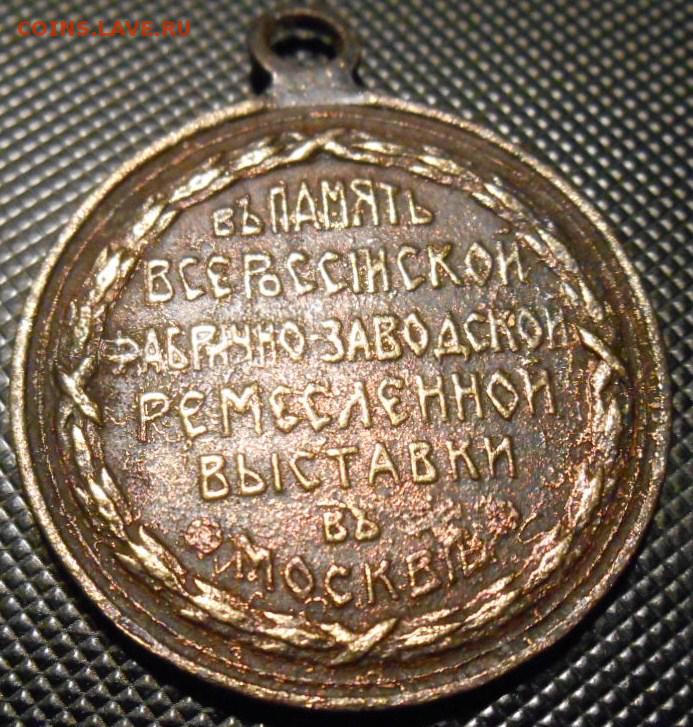 COINS.LAVE.RU
ВЪ ПАМЯТЬ
ВСЕРОССІЙСКОЙ
ФАБРИЧНО-ЗАВОДСКОЙ
РЕМЕСЛЕННОЙ
ВЫСТАВКИ
ВЪ
МОСКВѢ